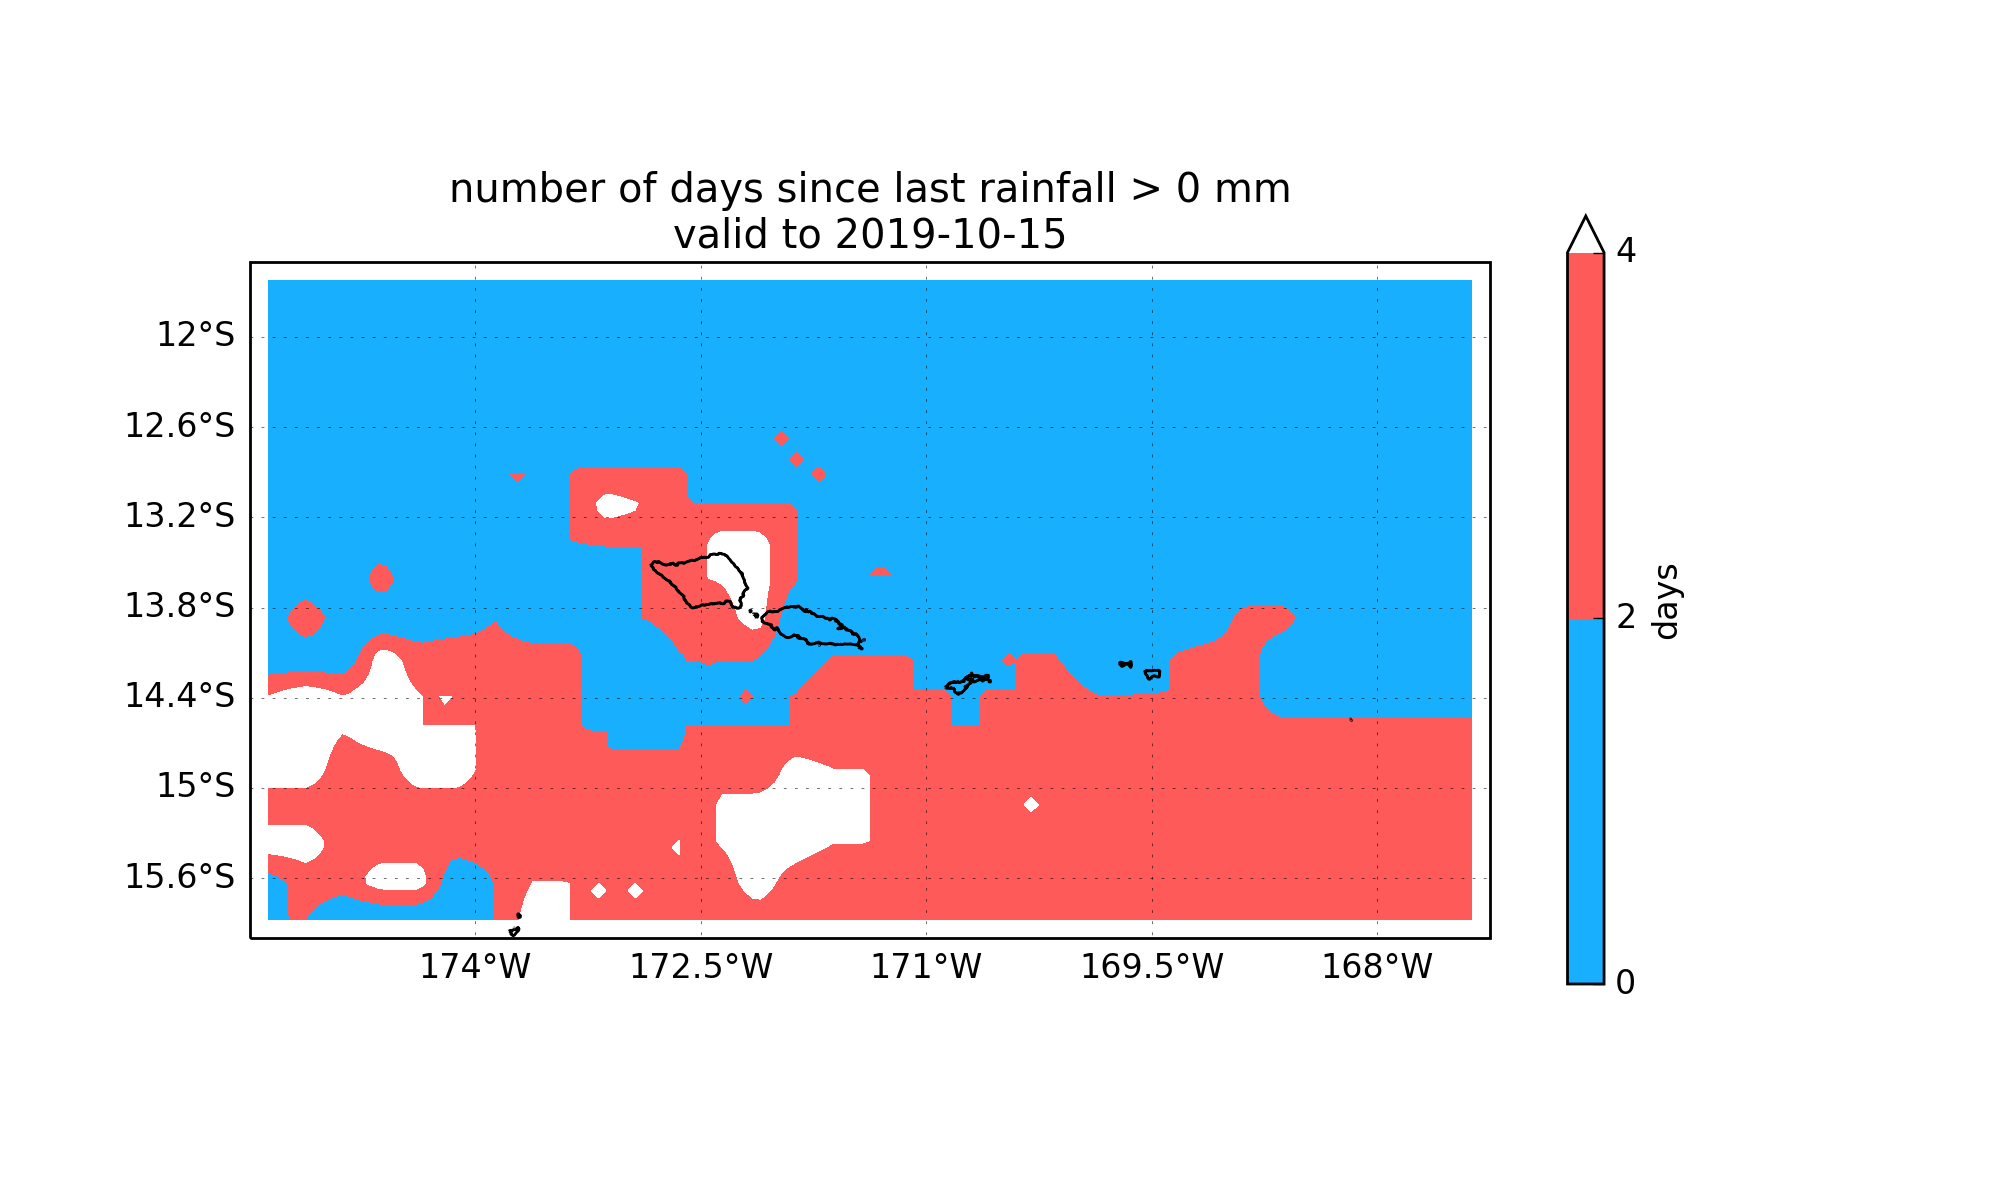 number of days since last rainfall > 0 mm
valid to 2019-10-15
12°S
12.6°S
13.2°S
13.8°S
14.4°S
15°S
15.6°S
174°W 172.5°W 171°W 169.5°W 168°W
4
2
0
days